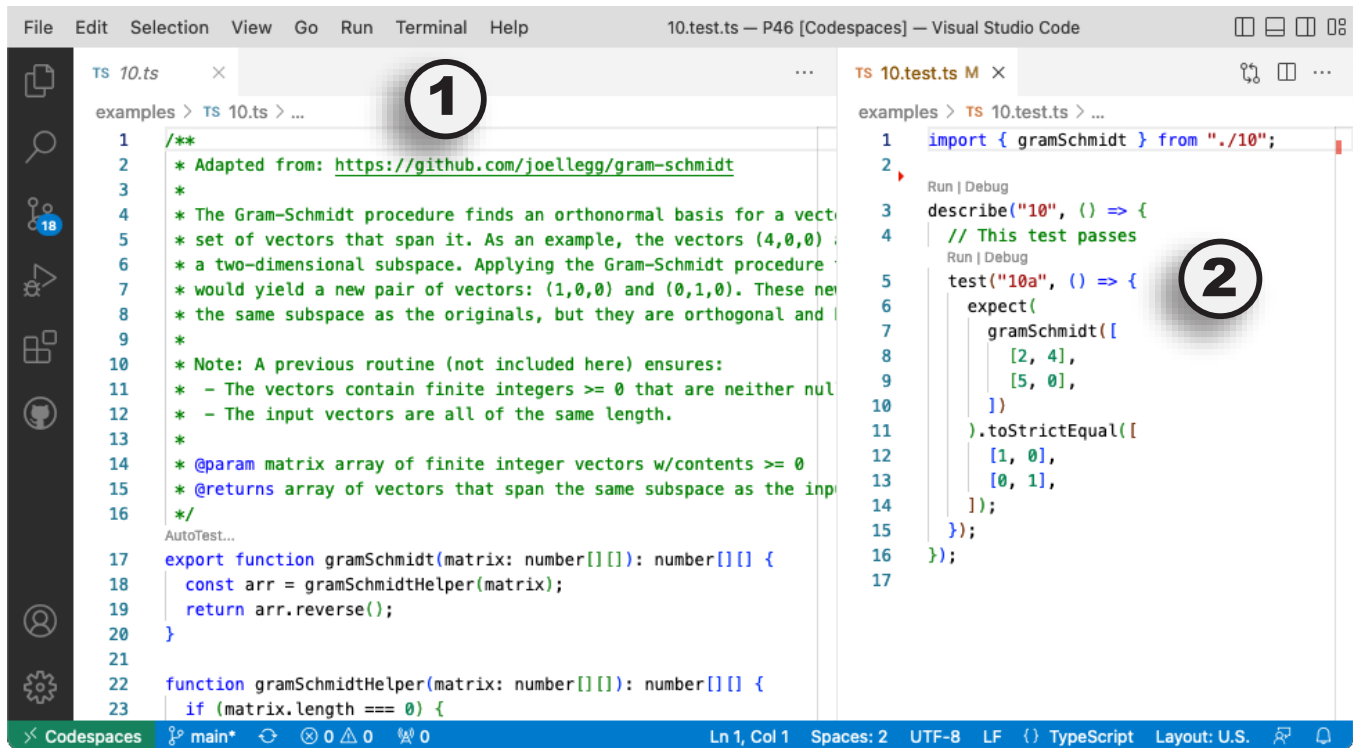 File Edit Selection View Go Run Terminal Help 10.test.ts — P46 [Codespaces] — Visual Studio Code
TS 10.ts
examples > TS 10.ts > ...
1
1 /**
2 * Adapted from: https://github.com/joellegg/gram-schmidt
3 *
4 * The Gram-Schmidt procedure finds an orthonormal basis for a vect
5 * set of vectors that span it. As an example, the vectors (4,0,0)
6 * a two-dimensional subspace. Applying the Gram-Schmidt procedure
7 * would yield a new pair of vectors: (1,0,0) and (0,1,0). These ne
8 * the same subspace as the originals, but they are orthogonal and
9 *
10 * Note: A previous routine (not included here) ensures:
11 * - The vectors contain finite integers >= 0 that are neither nul
12 * - The input vectors are all of the same length.
13 *
14 * @param matrix array of finite integer vectors w/contents >= 0
15 * @returns array of vectors that span the same subspace as the inp
16 */
AutoTest...
17 export function gramSchmidt(matrix: number[][]): number[][] {
18 const arr = gramSchmidtHelper(matrix);
19 return arr.reverse();
20 }
21
22 function gramSchmidtHelper(matrix: number[][]): number[][] {
23 if (matrix.length === 0) {
TS 10.test.ts M
examples > TS 10.test.ts > ...
1 import { gramSchmidt } from "./10";
2
Run | Debug
3 describe("10", () => {
4 // This test passes
Run | Debug
5 test("10a", () => {
2
6 expect(
7 gramSchmidt([
8 [2, 4],
9 [5, 0],
10 ])
11 ).toStrictEqual([
12 [1, 0],
13 [0, 1],
14 ]);
15 });
16 });
17
18
Codespaces main* 0 0 0 Ln 1, Col 1 Spaces: 2 UTF-8 LF {} TypeScript Layout: U.S.